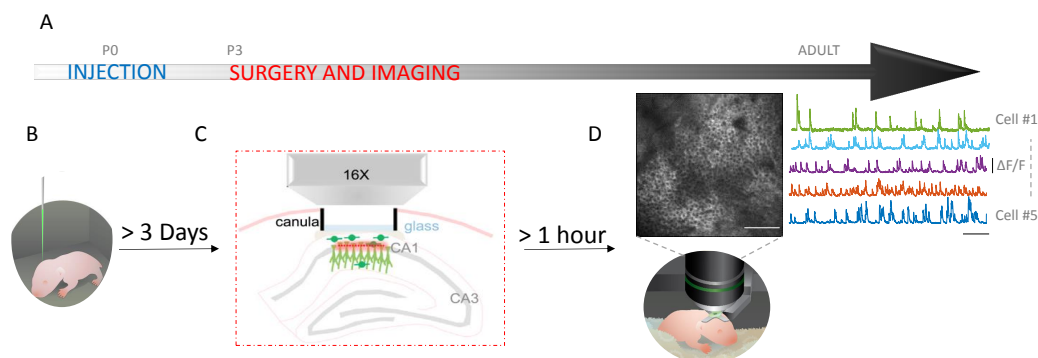 A
P0
P3
ADULT
INJECTION
SURGERY AND IMAGING
B
C
D
Cell #1
ΔF/F
Cell #5
> 3 Days
16X
canula
glass
CA1
CA3
> 1 hour